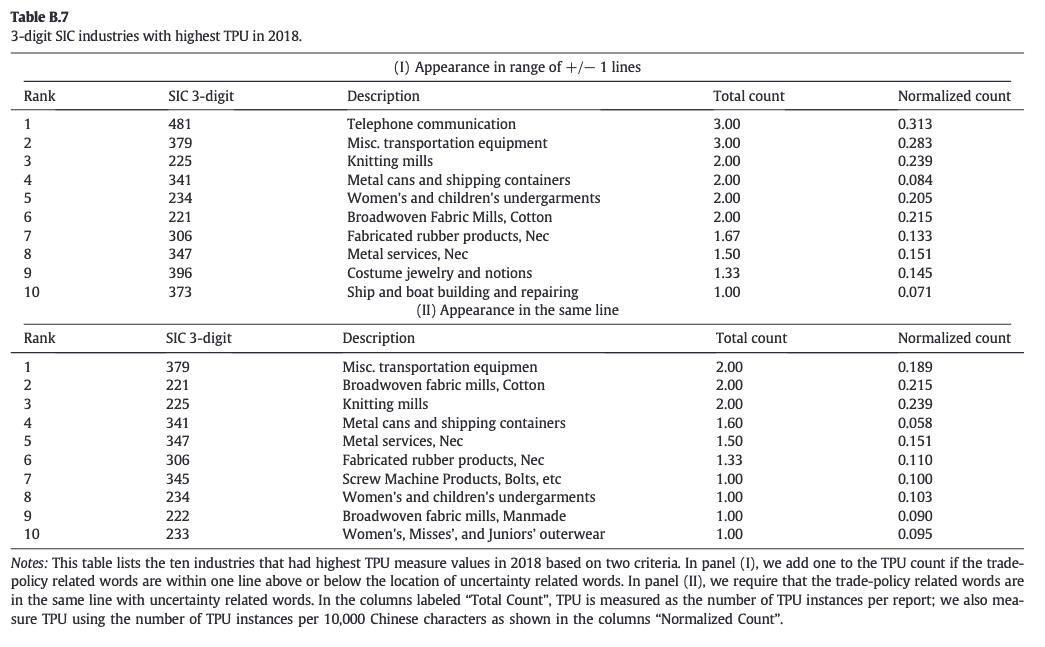 Table B.7
3-digit SIC industries with highest TPU in 2018.
(I) Appearance in range of +/− 1 lines
Rank SIC 3-digit Description Total count Normalized count
1 481 Telephone communication 3.00 0.313
2 379 Misc. transportation equipment 3.00 0.283
3 225 Knitting mills 2.00 0.239
4 341 Metal cans and shipping containers 2.00 0.084
5 234 Women's and children's undergarments 2.00 0.205
6 221 Broadwoven Fabric Mills, Cotton 2.00 0.215
7 306 Fabricated rubber products, Nec 1.67 0.133
8 347 Metal services, Nec 1.50 0.151
9 396 Costume jewelry and notions 1.33 0.145
10 373 Ship and boat building and repairing 1.00 0.071
(II) Appearance in the same line
Rank SIC 3-digit Description Total count Normalized count
1 379 Misc. transportation equipmen 2.00 0.189
2 221 Broadwoven fabric mills, Cotton 2.00 0.215
3 225 Knitting mills 2.00 0.239
4 341 Metal cans and shipping containers 1.60 0.058
5 347 Metal services, Nec 1.50 0.151
6 306 Fabricated rubber products, Nec 1.33 0.110
7 345 Screw Machine Products, Bolts, etc 1.00 0.100
8 234 Women's and children's undergarments 1.00 0.103
9 222 Broadwoven fabric mills, Manmade 1.00 0.090
10 233 Women's, Misses’, and Juniors’ outerwear 1.00 0.095
Notes: This table lists the ten industries that had highest TPU measure values in 2018 based on two criteria. In panel (I), we add one to the TPU count if the trade-
policy related words are within one line above or below the location of uncertainty related words. In panel (II), we require that the trade-policy related words are
in the same line with uncertainty related words. In the columns labeled “Total Count”, TPU is measured as the number of TPU instances per report; we also mea-
sure TPU using the number of TPU instances per 10,000 Chinese characters as shown in the columns “Normalized Count”.